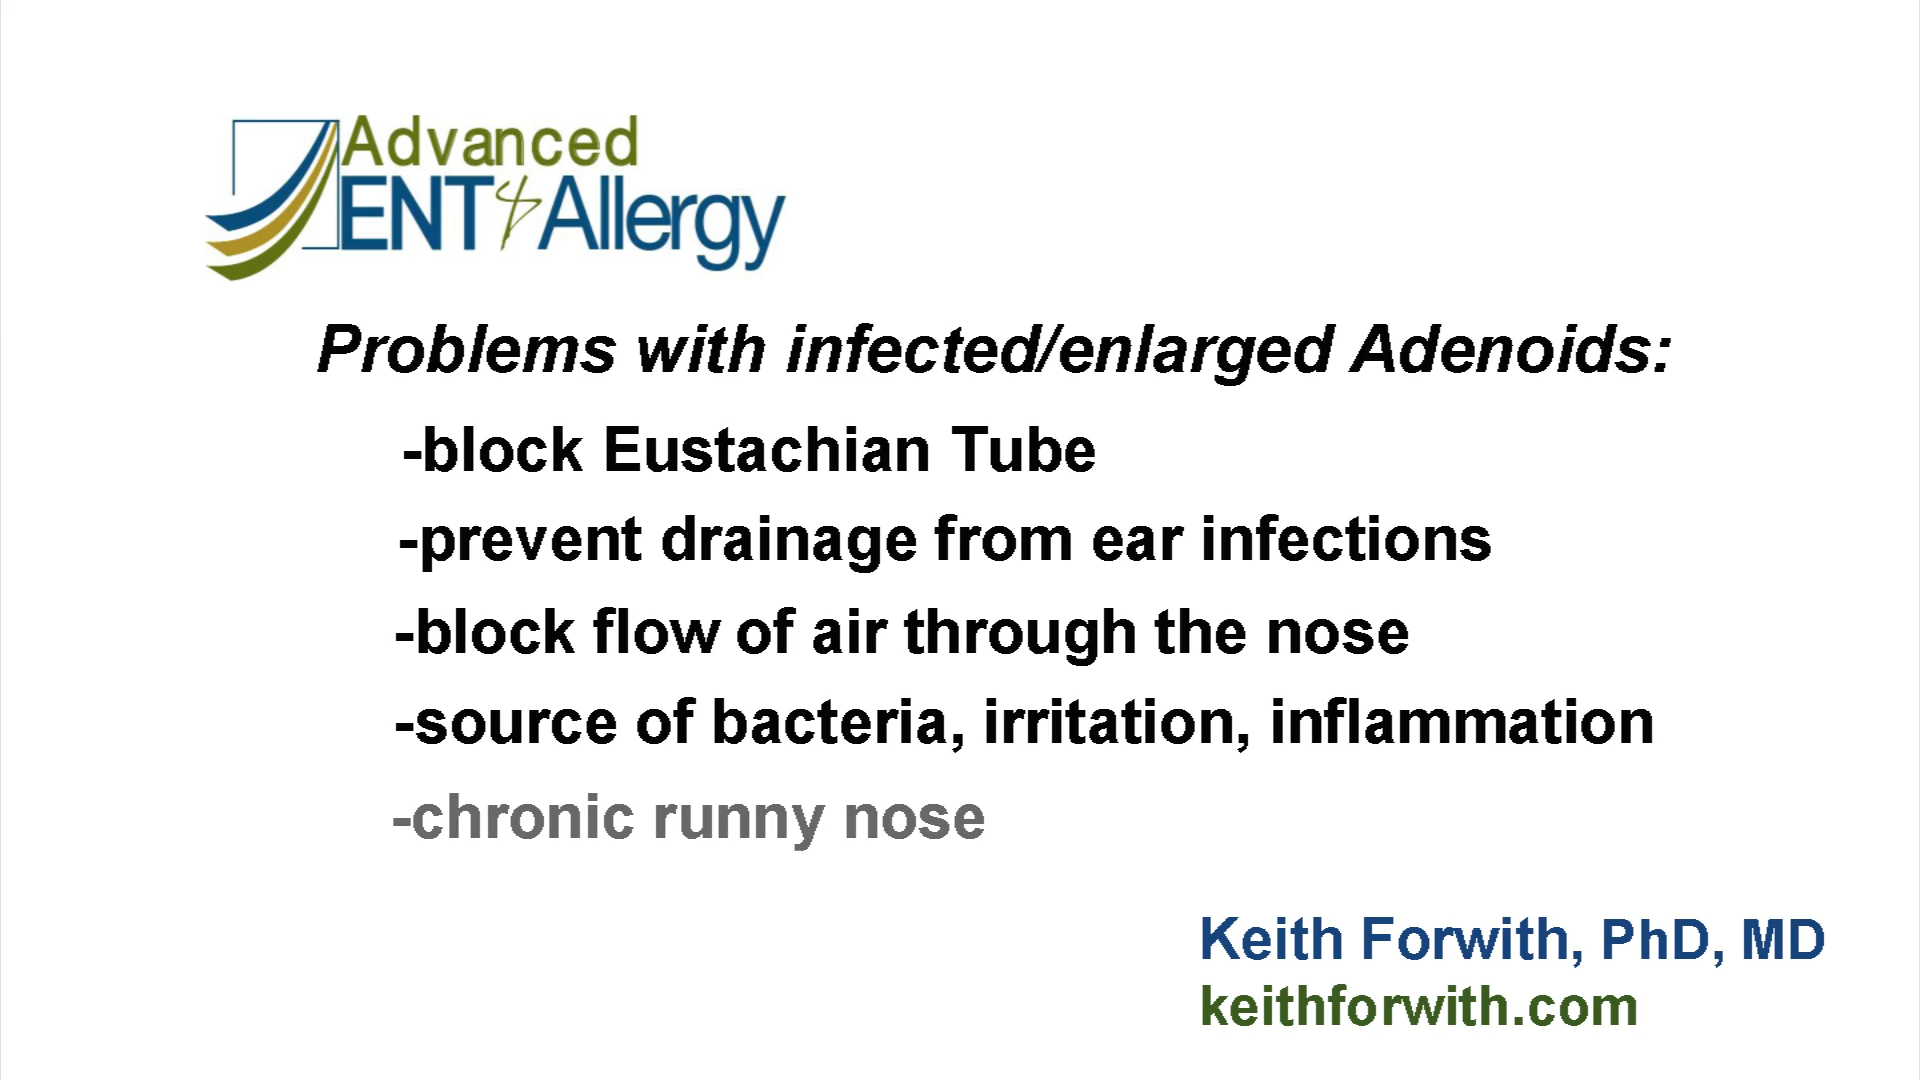 Advanced
ENT & Allergy
Problems with infected/enlarged Adenoids:
-block Eustachian Tube
-prevent drainage from ear infections
-block flow of air through the nose
-source of bacteria, irritation, inflammation
-chronic runny nose
Keith Forwith, PhD, MD
keithforwith.com